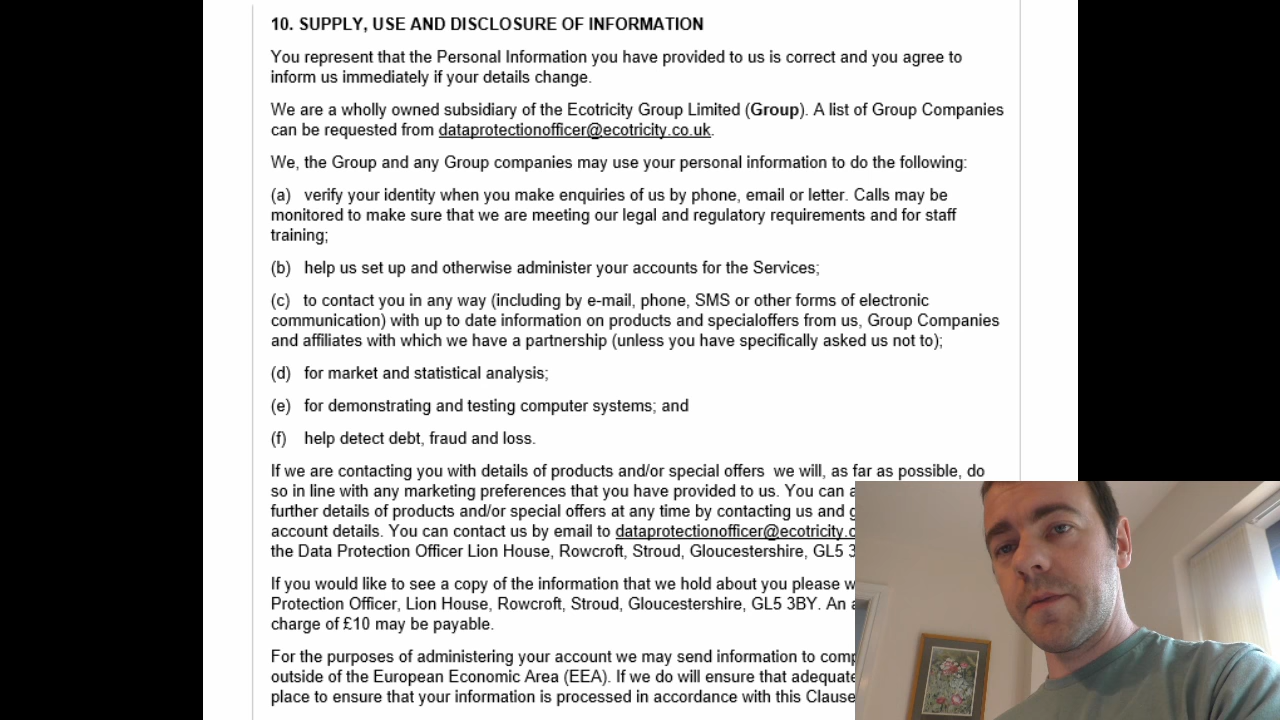 10. SUPPLY, USE AND DISCLOSURE OF INFORMATION
You represent that the Personal Information you have provided to us is correct and you agree to
inform us immediately if your details change.
We are a wholly owned subsidiary of the Ecotricity Group Limited (Group). A list of Group Companies
can be requested from dataprotectionofficer@ecotricity.co.uk.
We, the Group and any Group companies may use your personal information to do the following:
(a) verify your identity when you make enquiries of us by phone, email or letter. Calls may be
monitored to make sure that we are meeting our legal and regulatory requirements and for staff
training;
(b) help us set up and otherwise administer your accounts for the Services;
(c) to contact you in any way (including by e-mail, phone, SMS or other forms of electronic
communication) with up to date information on products and specialoffers from us, Group Companies
and affiliates with which we have a partnership (unless you have specifically asked us not to);
(d) for market and statistical analysis;
(e) for demonstrating and testing computer systems; and
(f) help detect debt, fraud and loss.
If we are contacting you with details of products and/or special offers we will, as far as possible, do
so in line with any marketing preferences that you have provided to us. You can
further details of products and/or special offers at any time by contacting us and
account details. You can contact us by email to dataprotectionofficer@ecotricity.
the Data Protection Officer Lion House, Rowcroft, Stroud, Gloucestershire, GL5
If you would like to see a copy of the information that we hold about you please
Protection Officer, Lion House, Rowcroft, Stroud, Gloucestershire, GL5 3BY. An
charge of £10 may be payable.
For the purposes of administering your account we may send information to
outside of the European Economic Area (EEA). If we do will ensure that
place to ensure that your information is processed in accordance with this Clause